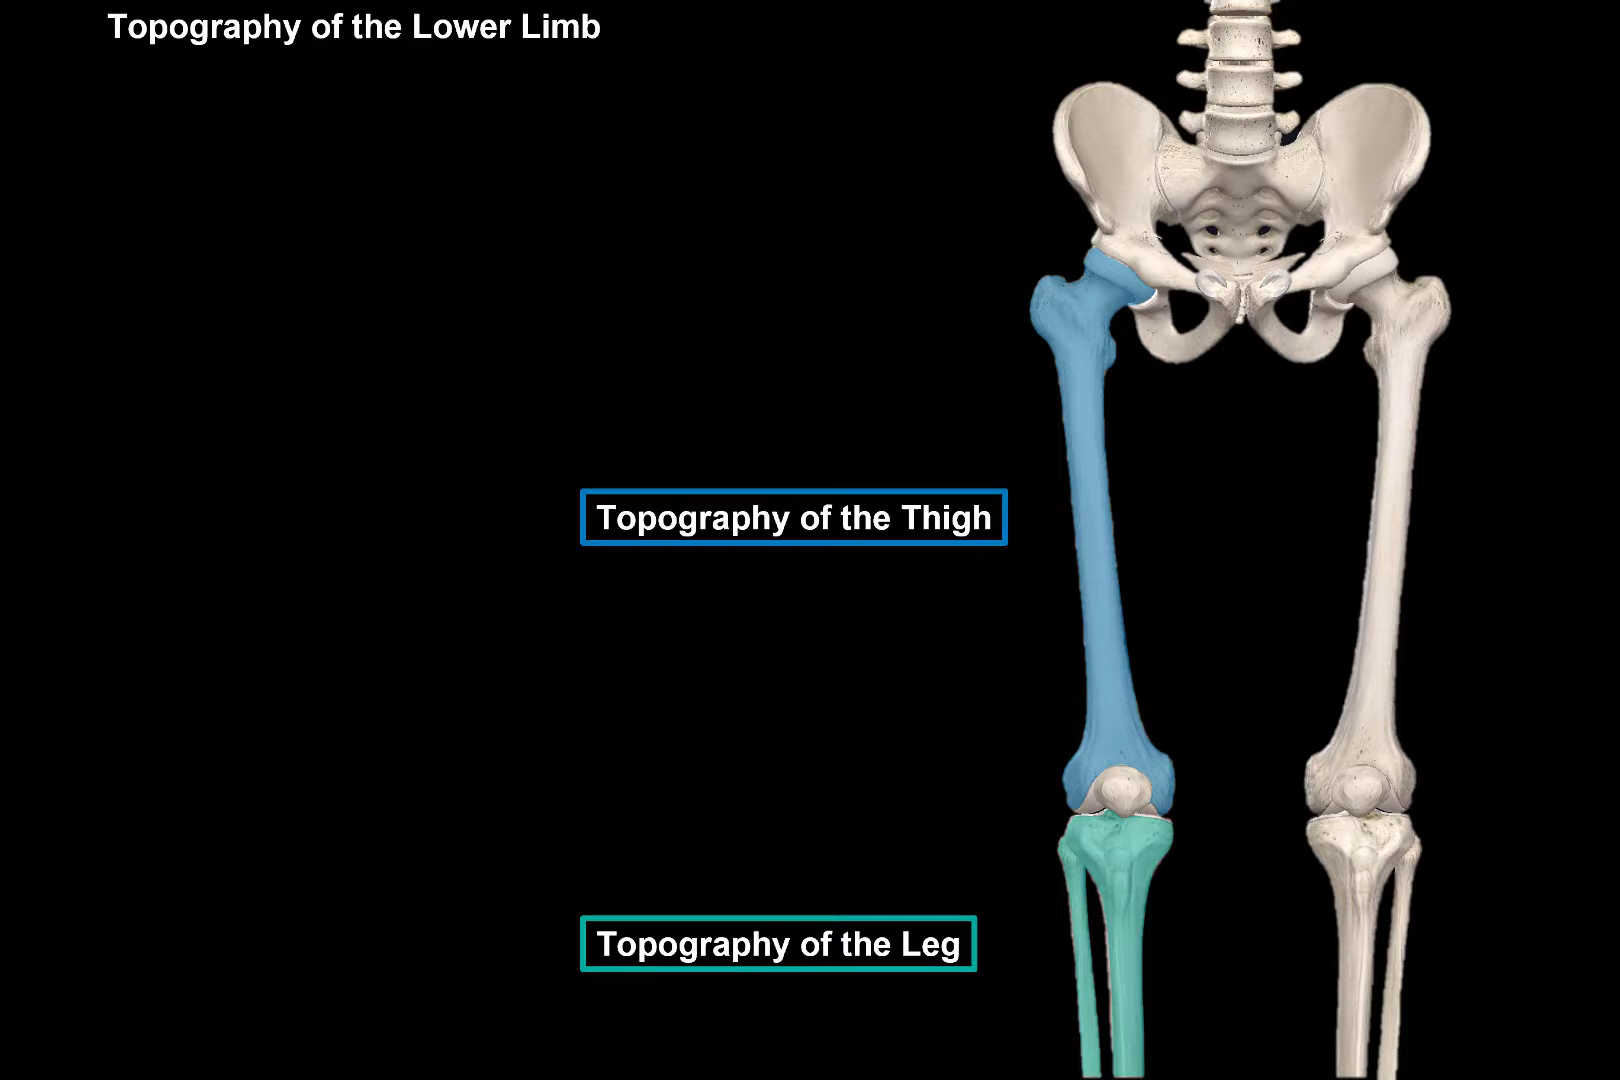 Topography of the Lower Limb
Topography of the Thigh
Topography of the Leg